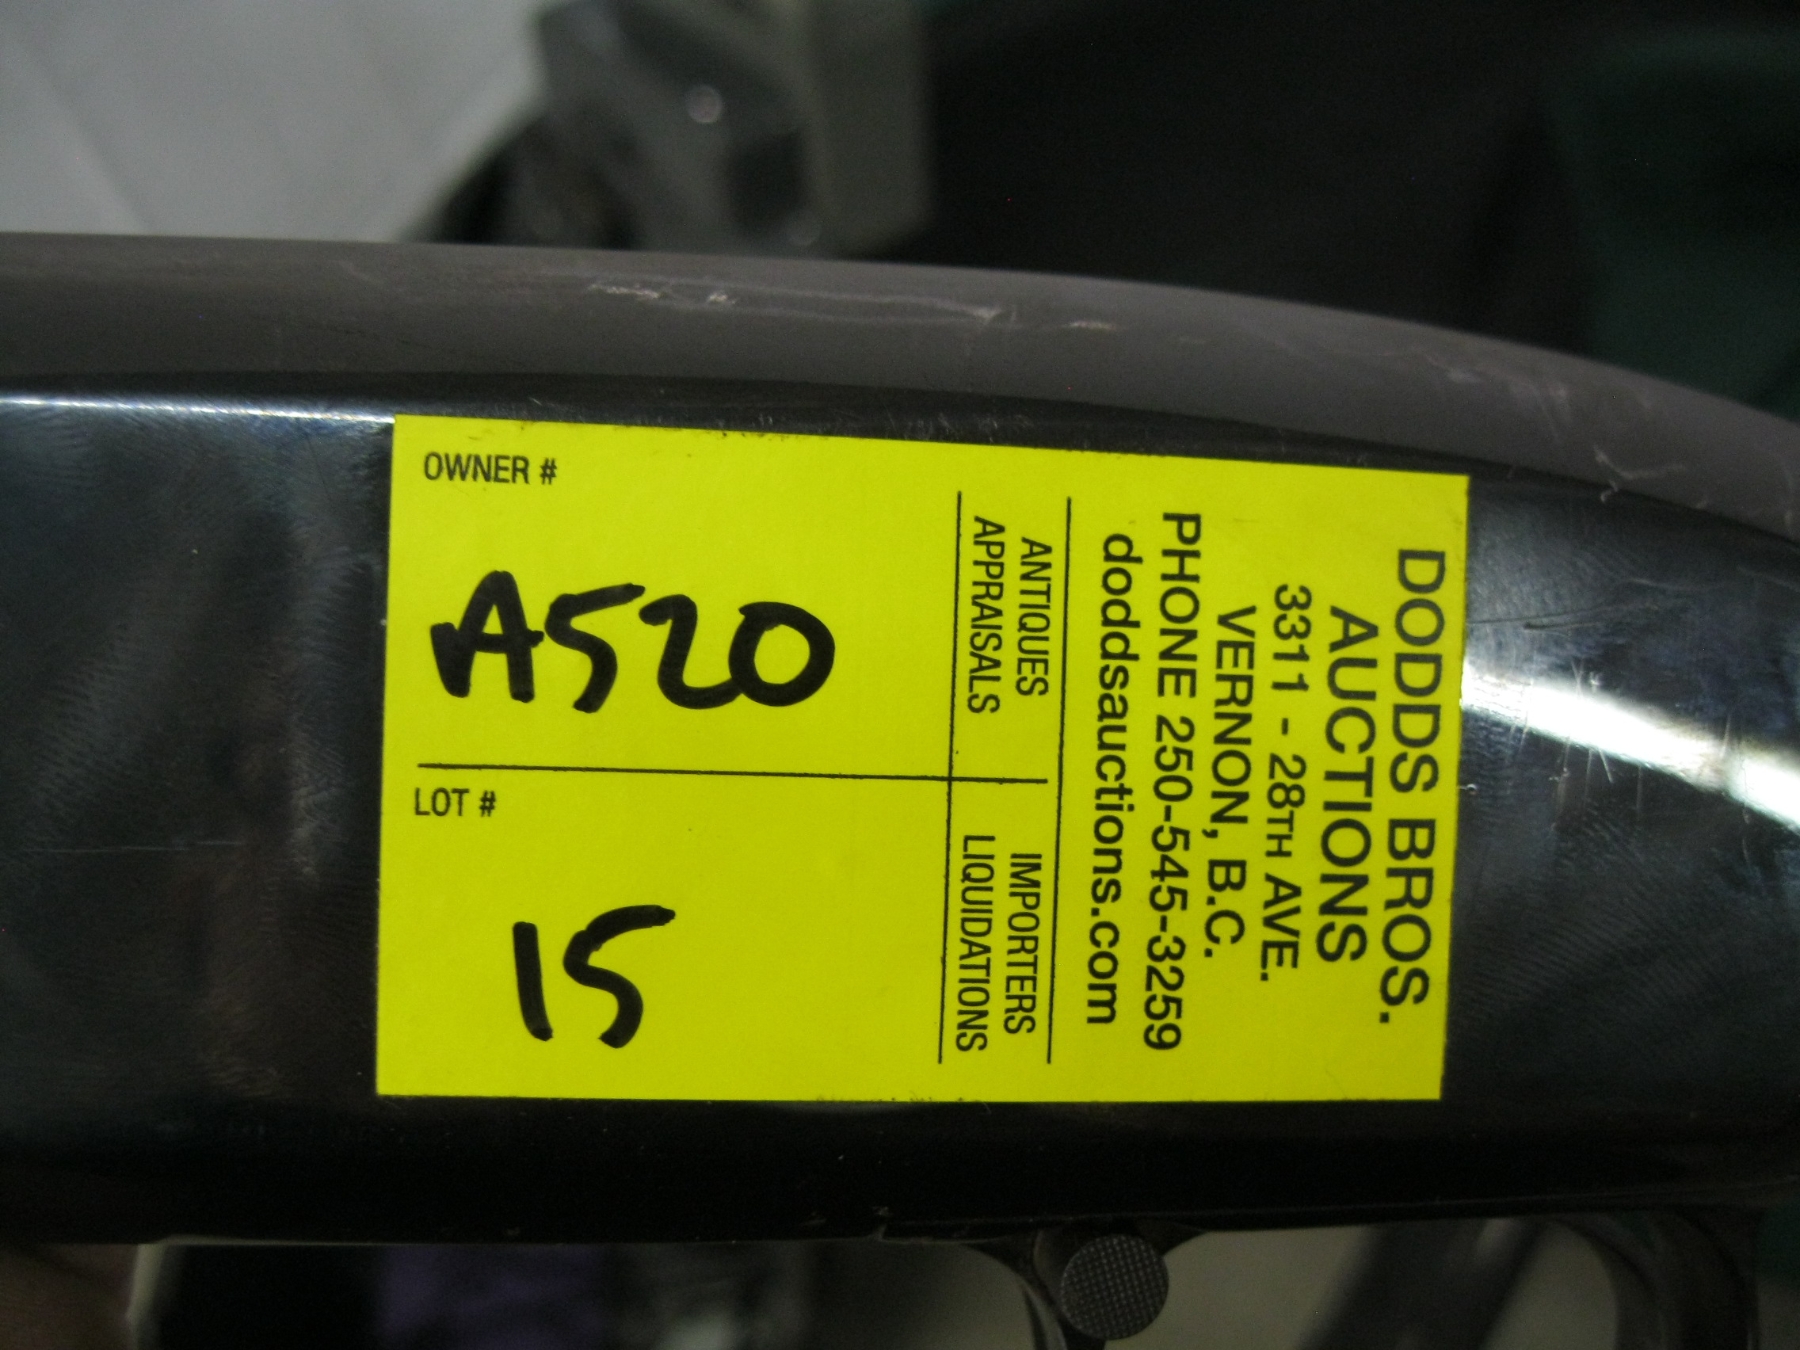 DODDS BROS.
AUCTIONS
3311 - 28TH AVE.
VERNON, B.C.
PHONE 250-545-3259
doddsauctions.com
ANTIQUES
APPRAISALS
IMPORTERS
LIQUIDATIONS
OWNER #
A520
LOT #
15